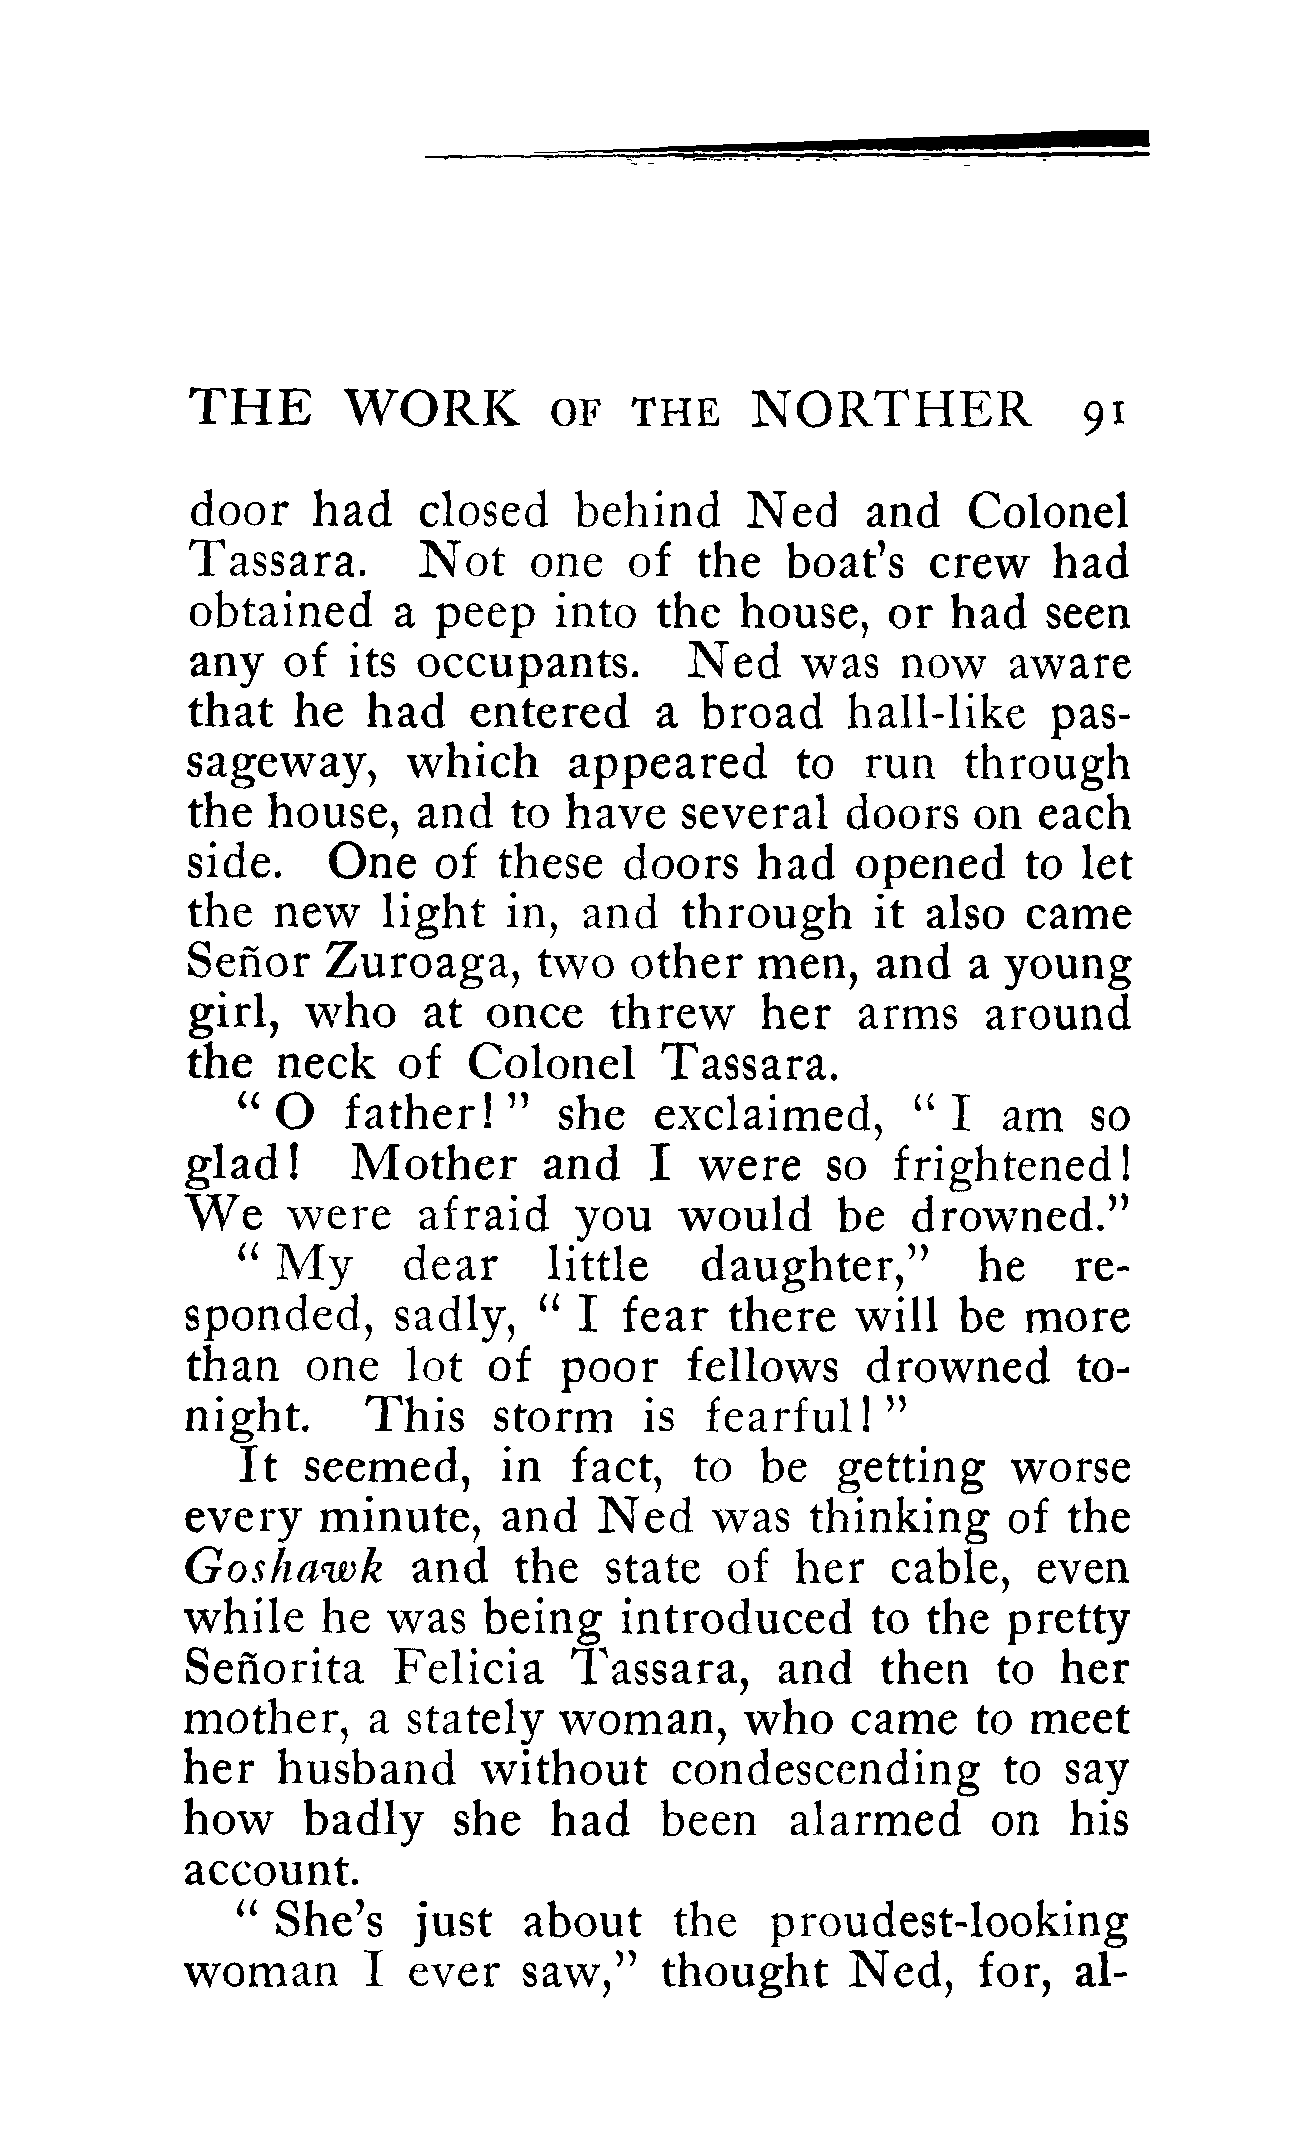 THE WORK OF THE NORTHER 91
door had closed behind Ned and Colonel
Tassara. Not one of the boat's crew had
obtained a peep into the house, or had seen
any of its occupants. Ned was now aware
that he had entered a broad hall-like pas-
sageway, which appeared to run through
the house, and to have several doors on each
side. One of these doors had opened to let
the new light in, and through it also came
Señor Zuroaga, two other men, and a young
girl, who at once threw her arms around
the neck of Colonel Tassara.
" O father! " she exclaimed, " I am so
glad! Mother and I were so frightened!
We were afraid you would be drowned."
" My dear little daughter," he re-
sponded, sadly, " I fear there will be more
than one lot of poor fellows drowned to-
night. This storm is fearful! "
It seemed, in fact, to be getting worse
every minute, and Ned was thinking of the
Goshawk and the state of her cable, even
while he was being introduced to the pretty
Señorita Felicia Tassara, and then to her
mother, a stately woman, who came to meet
her husband without condescending to say
how badly she had been alarmed on his
account.
" She's just about the proudest-looking
woman I ever saw," thought Ned, for, al-